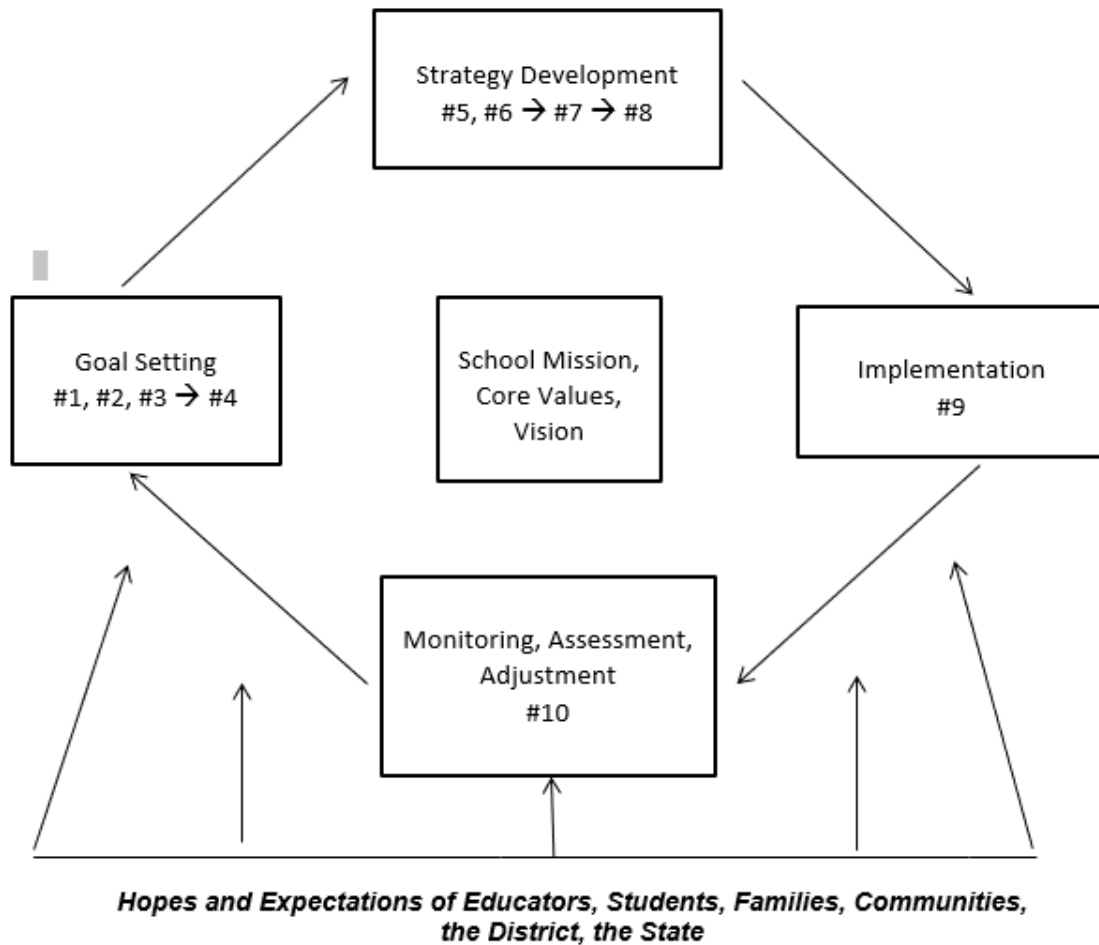 Strategy Development
#5, #6 → #7 → #8
Goal Setting
#1, #2, #3 → #4
School Mission,
Core Values,
Vision
Implementation
#9
Monitoring, Assessment,
Adjustment
#10
Hopes and Expectations of Educators, Students, Families, Communities,
the District, the State